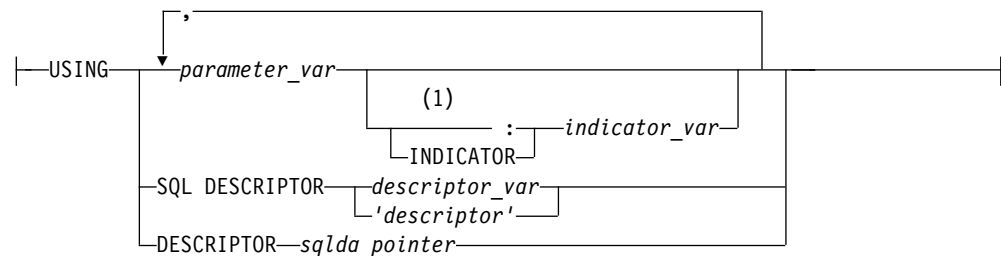 ,
USING parameter_var
(1)
: indicator_var
INDICATOR
SQL DESCRIPTOR descriptor_var
'descriptor'
DESCRIPTOR sqlda pointer